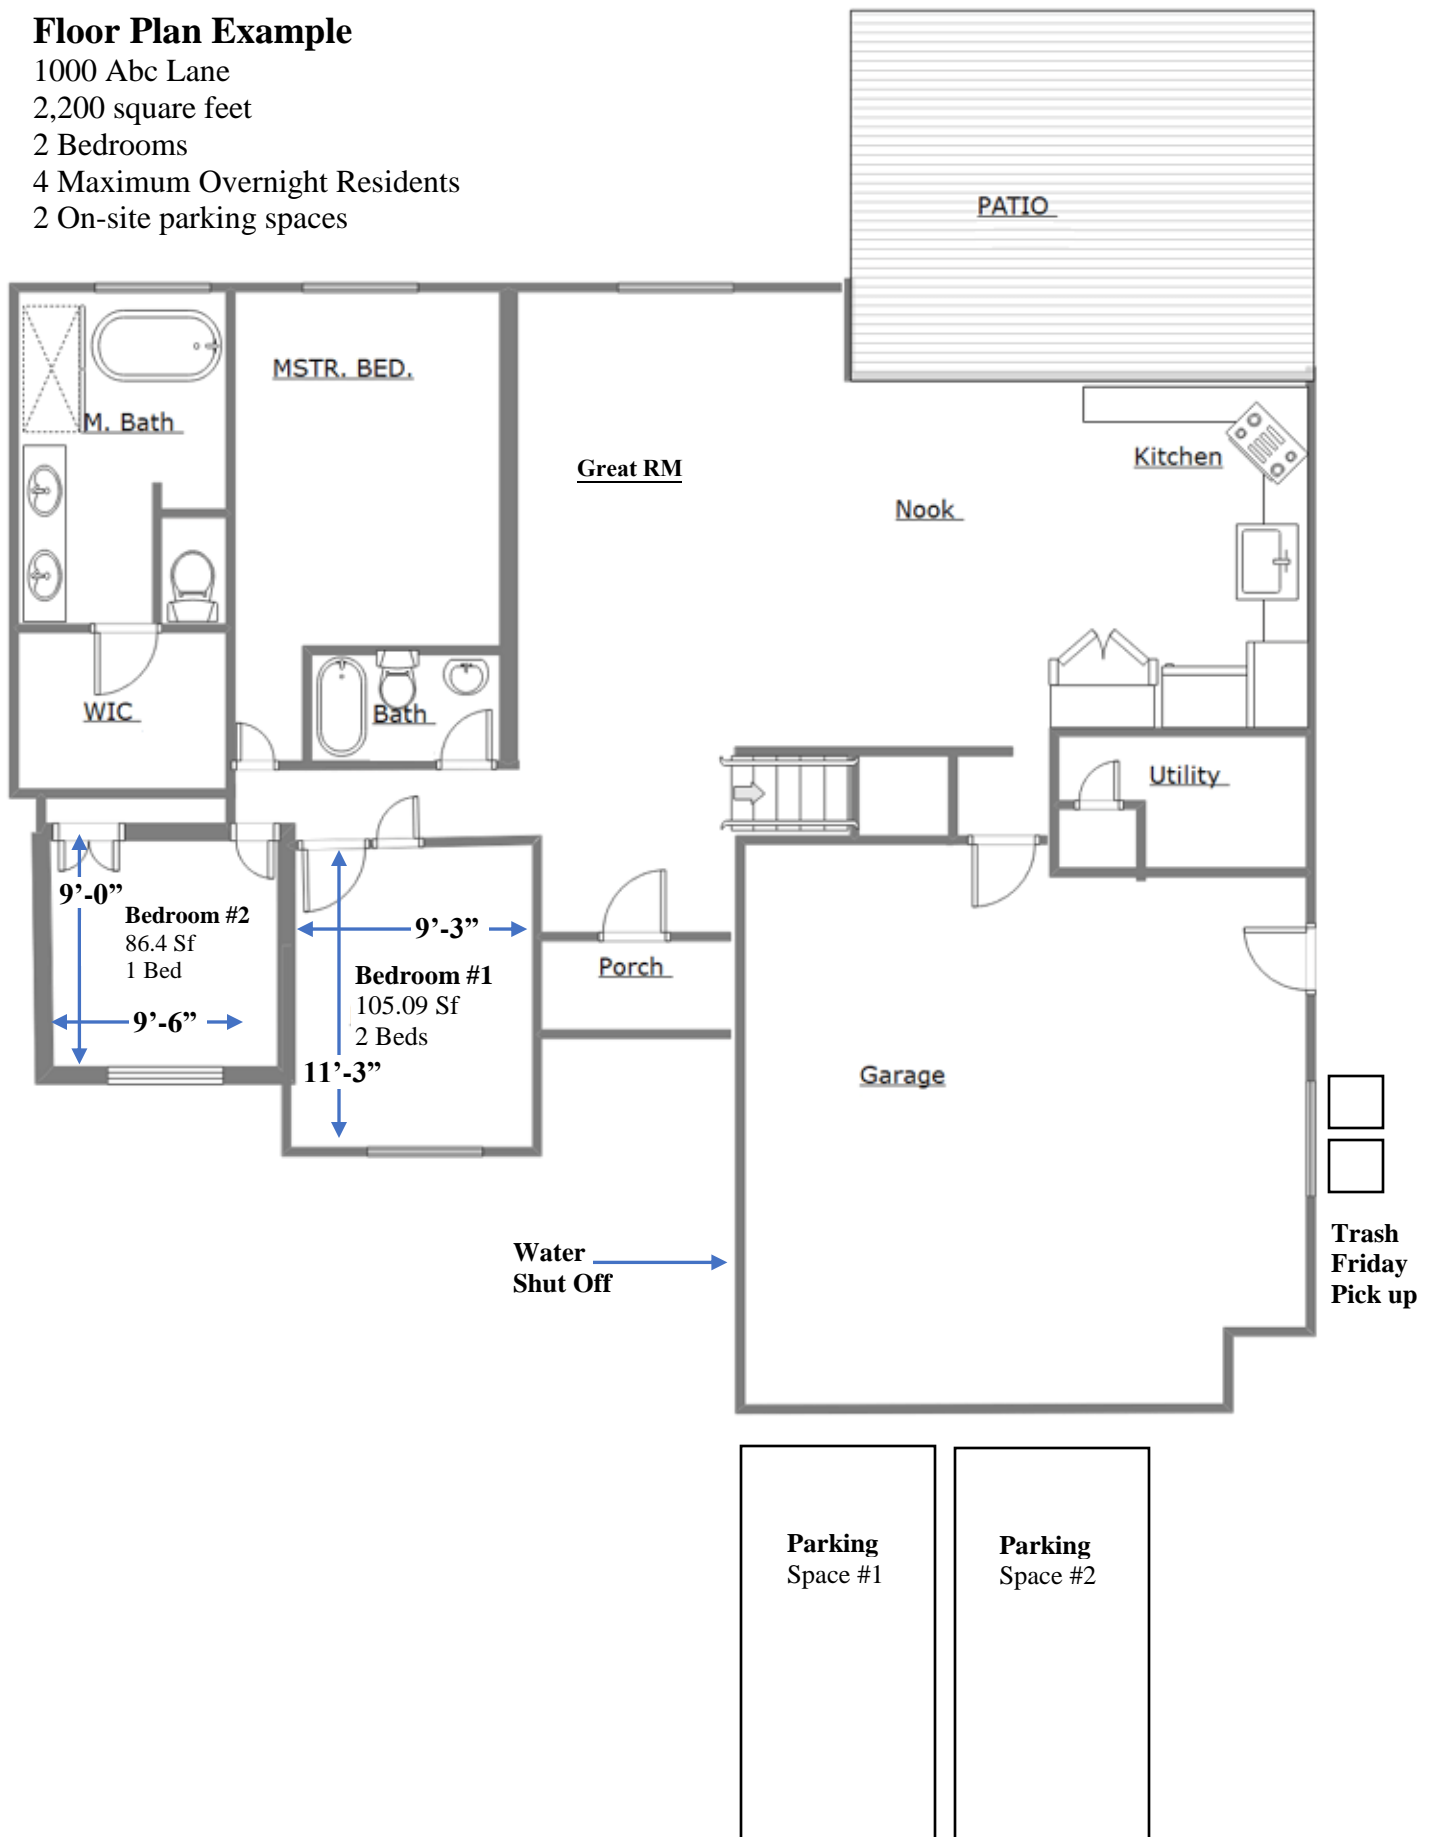 Floor Plan Example
1000 Abc Lane
2,200 square feet
2 Bedrooms
4 Maximum Overnight Residents
2 On-site parking spaces
PATIO
MSTR. BED.
M. Bath
Great RM
Kitchen
Nook
WIC
Bath
Utility
9’-0”
Bedroom #2
86.4 Sf
1 Bed
9’-6”
9’-3”
Bedroom #1
105.09 Sf
2 Beds
11’-3”
Porch
Garage
Water
Shut Off
Trash
Friday
Pick up
Parking
Space #1
Parking
Space #2